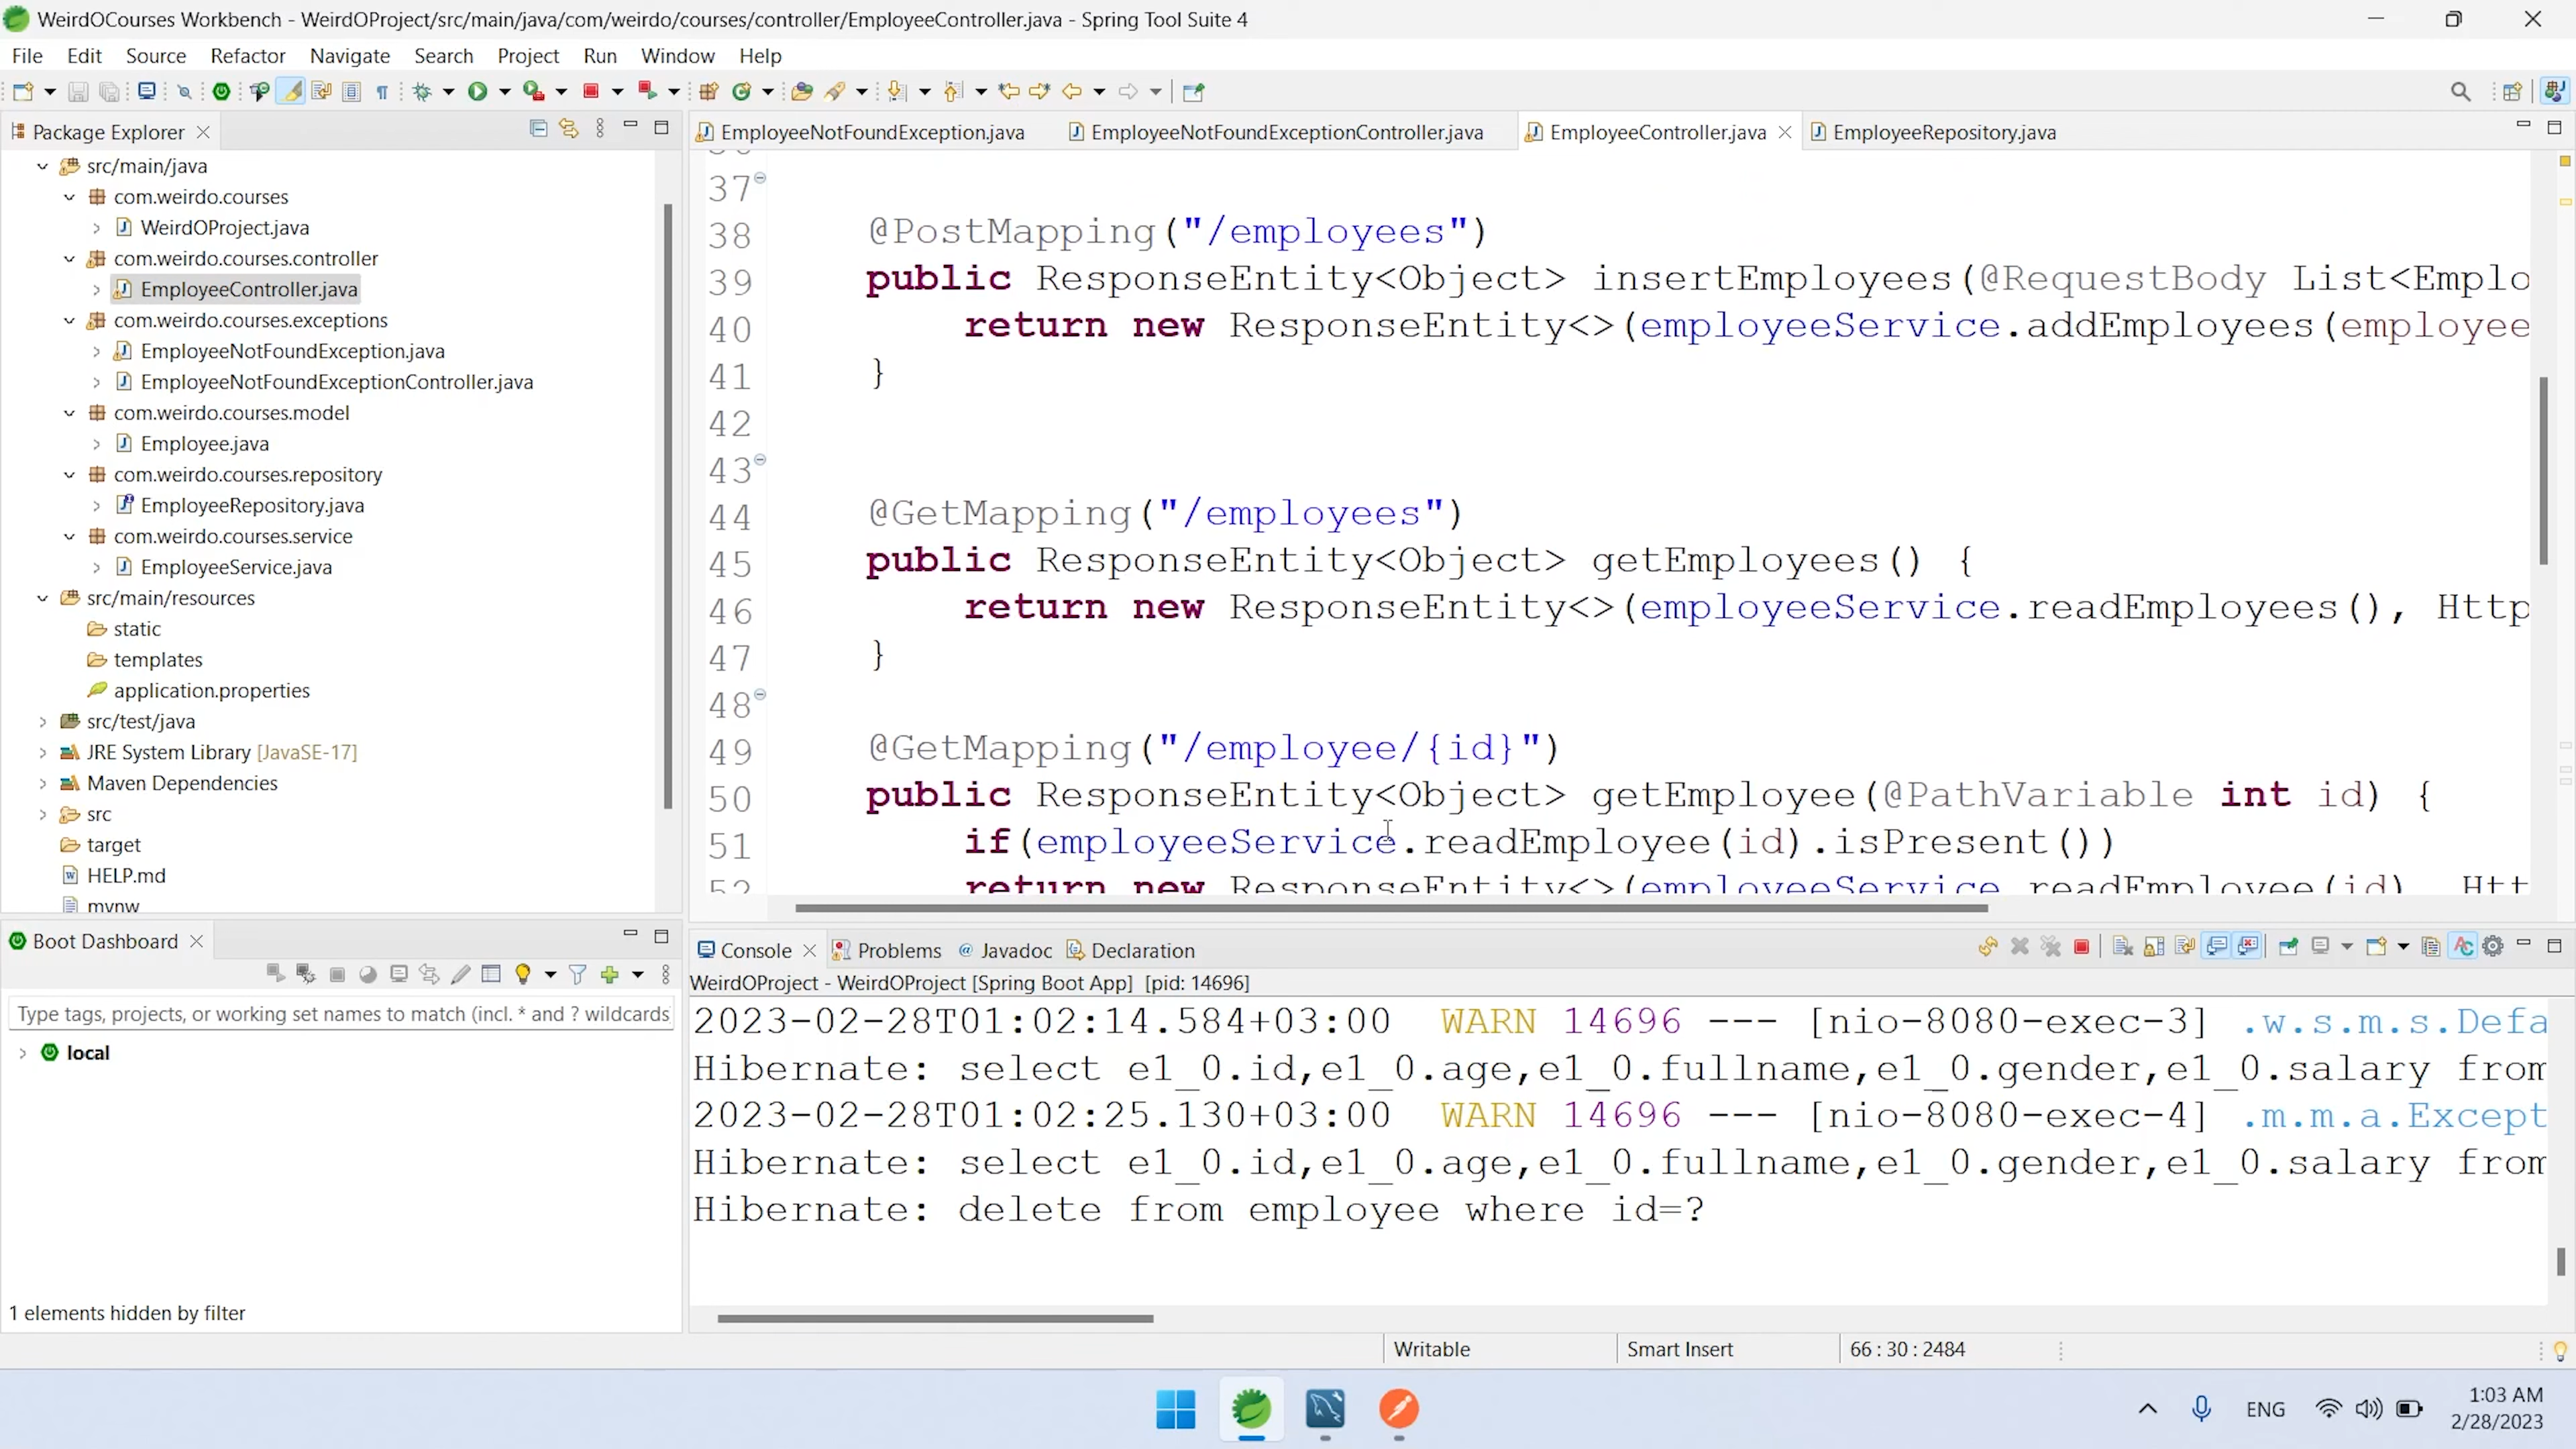 WeirdOCourses Workbench - WeirdOProject/src/main/java/com/weirdo/courses/controller/EmployeeController.java - Spring Tool Suite 4
File Edit Source Refactor Navigate Search Project Run Window Help
Package Explorer
src/main/java
com.weirdo.courses
WeirdOProject.java
com.weirdo.courses.controller
EmployeeController.java
com.weirdo.courses.exceptions
EmployeeNotFoundException.java
EmployeeNotFoundExceptionController.java
com.weirdo.courses.model
Employee.java
com.weirdo.courses.repository
EmployeeRepository.java
com.weirdo.courses.service
EmployeeService.java
src/main/resources
static
templates
application.properties
src/test/java
JRE System Library [JavaSE-17]
Maven Dependencies
src
target
HELP.md
mvnw
EmployeeNotFoundException.java EmployeeNotFoundExceptionController.java EmployeeController.java EmployeeRepository.java
37
38 @PostMapping("/employees")
39 public ResponseEntity<Object> insertEmployees(@RequestBody List<Emplo
40 return new ResponseEntity<>(employeeService.addEmployees(employee
41 }
42
43
44 @GetMapping("/employees")
45 public ResponseEntity<Object> getEmployees() {
46 return new ResponseEntity<>(employeeService.readEmployees(), Http
47 }
48
49 @GetMapping("/employee/{id}")
50 public ResponseEntity<Object> getEmployee(@PathVariable int id) {
51 if(employeeService.readEmployee(id).isPresent())
52 return new ResponseEntity<>(employeeService.readEmployee(id), Htt
Boot Dashboard
Type tags, projects, or working set names to match (incl. * and ? wildcards
local
1 elements hidden by filter
Console Problems Javadoc Declaration
WeirdOProject - WeirdOProject [Spring Boot App] [pid: 14696]
2023-02-28T01:02:14.584+03:00 WARN 14696 --- [nio-8080-exec-3] .w.s.m.s.Defa
Hibernate: select e1_0.id,e1_0.age,e1_0.fullname,e1_0.gender,e1_0.salary from
2023-02-28T01:02:25.130+03:00 WARN 14696 --- [nio-8080-exec-4] .m.m.a.Except
Hibernate: select e1_0.id,e1_0.age,e1_0.fullname,e1_0.gender,e1_0.salary from
Hibernate: delete from employee where id=?
Writable Smart Insert 66 : 30 : 2484
ENG
1:03 AM
2/28/2023